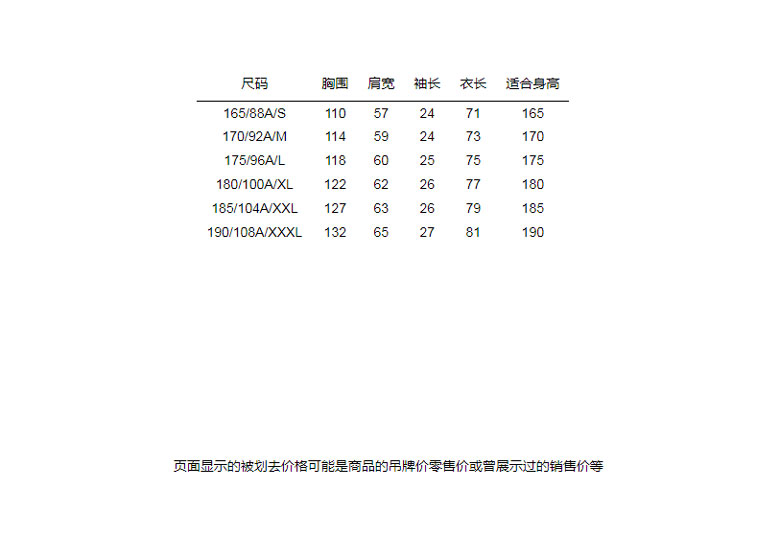 尺码 胸围 肩宽 袖长 衣长 适合身高
165/88A/S 110 57 24 71 165
170/92A/M 114 59 24 73 170
175/96A/L 118 60 25 75 175
180/100A/XL 122 62 26 77 180
185/104A/XXL 127 63 26 79 185
190/108A/XXXL 132 65 27 81 190
页面显示的被划去价格可能是商品的吊牌价零售价或曾展示过的销售价等